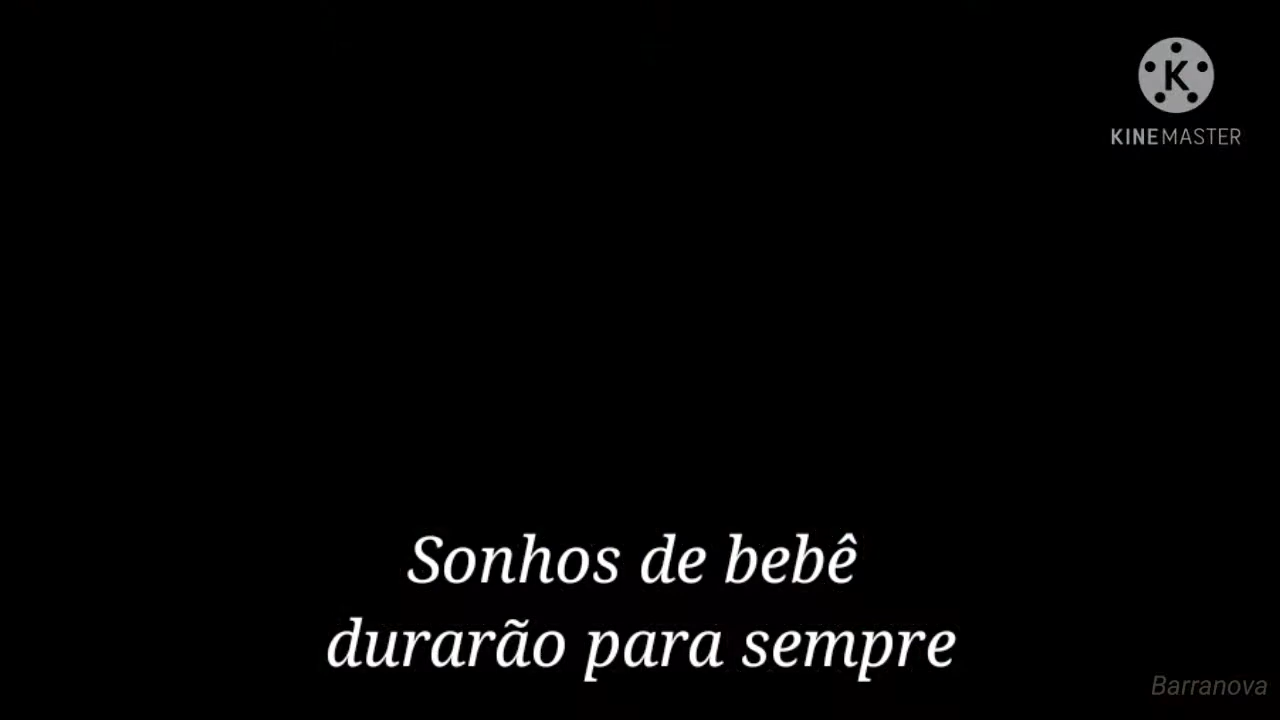 K
KINEMASTER
Sonhos de bebê
durarão para sempre
Barranova